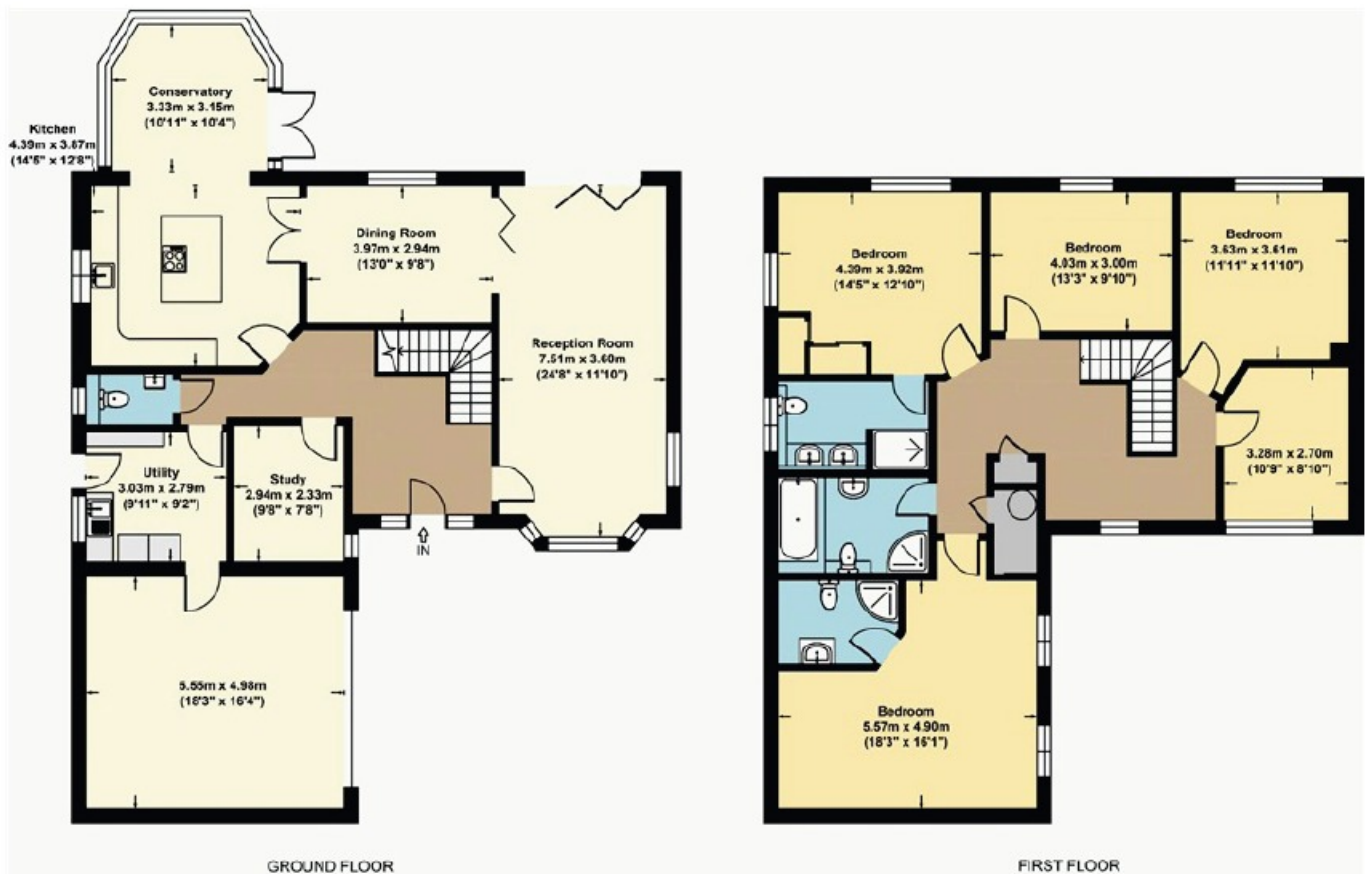 Conservatory
3.33m x 3.15m
(10'11" x 10'4")
Kitchen
4.39m x 3.87m
(14'5" x 12'8")
Dining Room
3.97m x 2.94m
(13'0" x 9'8")
Reception Room
7.51m x 3.60m
(24'8" x 11'10")
Utility
3.03m x 2.79m
(9'11" x 9'2")
Study
2.94m x 2.33m
(9'8" x 7'8")
IN
5.55m x 4.98m
(18'3" x 16'4")
GROUND FLOOR
Bedroom
4.39m x 3.92m
(14'5" x 12'10")
Bedroom
4.03m x 3.00m
(13'3" x 9'10")
Bedroom
3.63m x 3.61m
(11'11" x 11'10")
3.28m x 2.70m
(10'9" x 8'10")
Bedroom
5.57m x 4.90m
(18'3" x 16'1")
FIRST FLOOR